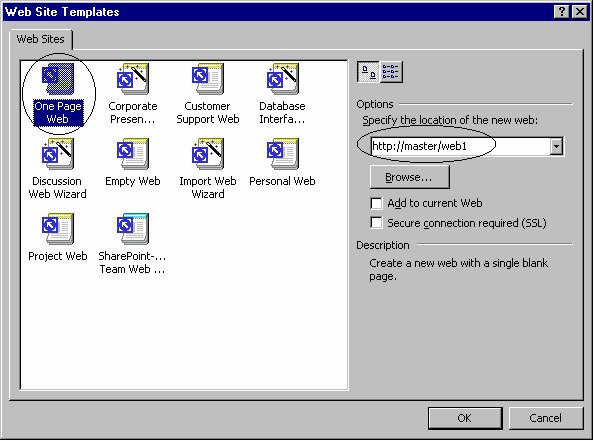 Web Site Templates
Web Sites
One Page
Web
Corporate
Presen...
Customer
Support Web
Database
Interfa...
Discussion
Web Wizard
Empty Web
Import Web
Wizard
Personal Web
Project Web
SharePoint-...
Team Web ...
Options
Specify the location of the new web:
http://master/web1
Browse...
Add to current Web
Secure connection required (SSL)
Description
Create a new web with a single blank
page.
OK
Cancel